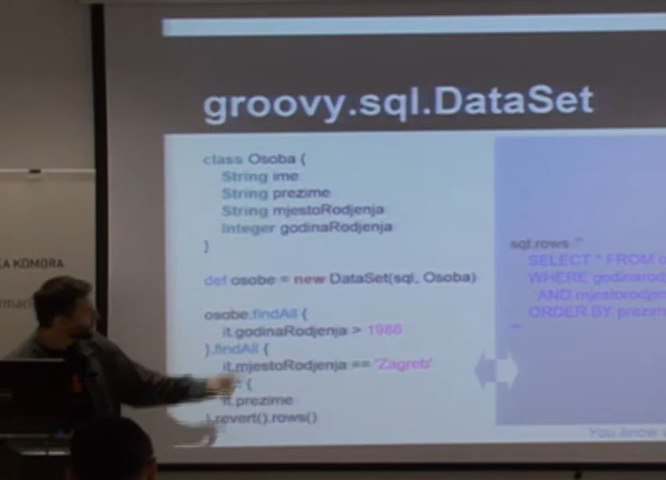 groovy.sql.DataSet
class Osoba {
String ime
String prezime
String mjestoRodjenja
Integer godinaRodjenja
}
def osobe = new DataSet(sql, Osoba)
osobe.findAll {
it.godinaRodjenja > 1986
}.findAll {
it.mjestoRodjenja == 'Zagreb'
{
it.prezime
}.revert().rows()
sql.rows '''
SELECT * FROM
WHERE
AND
ORDER BY
'''
You know
KA KOMORA